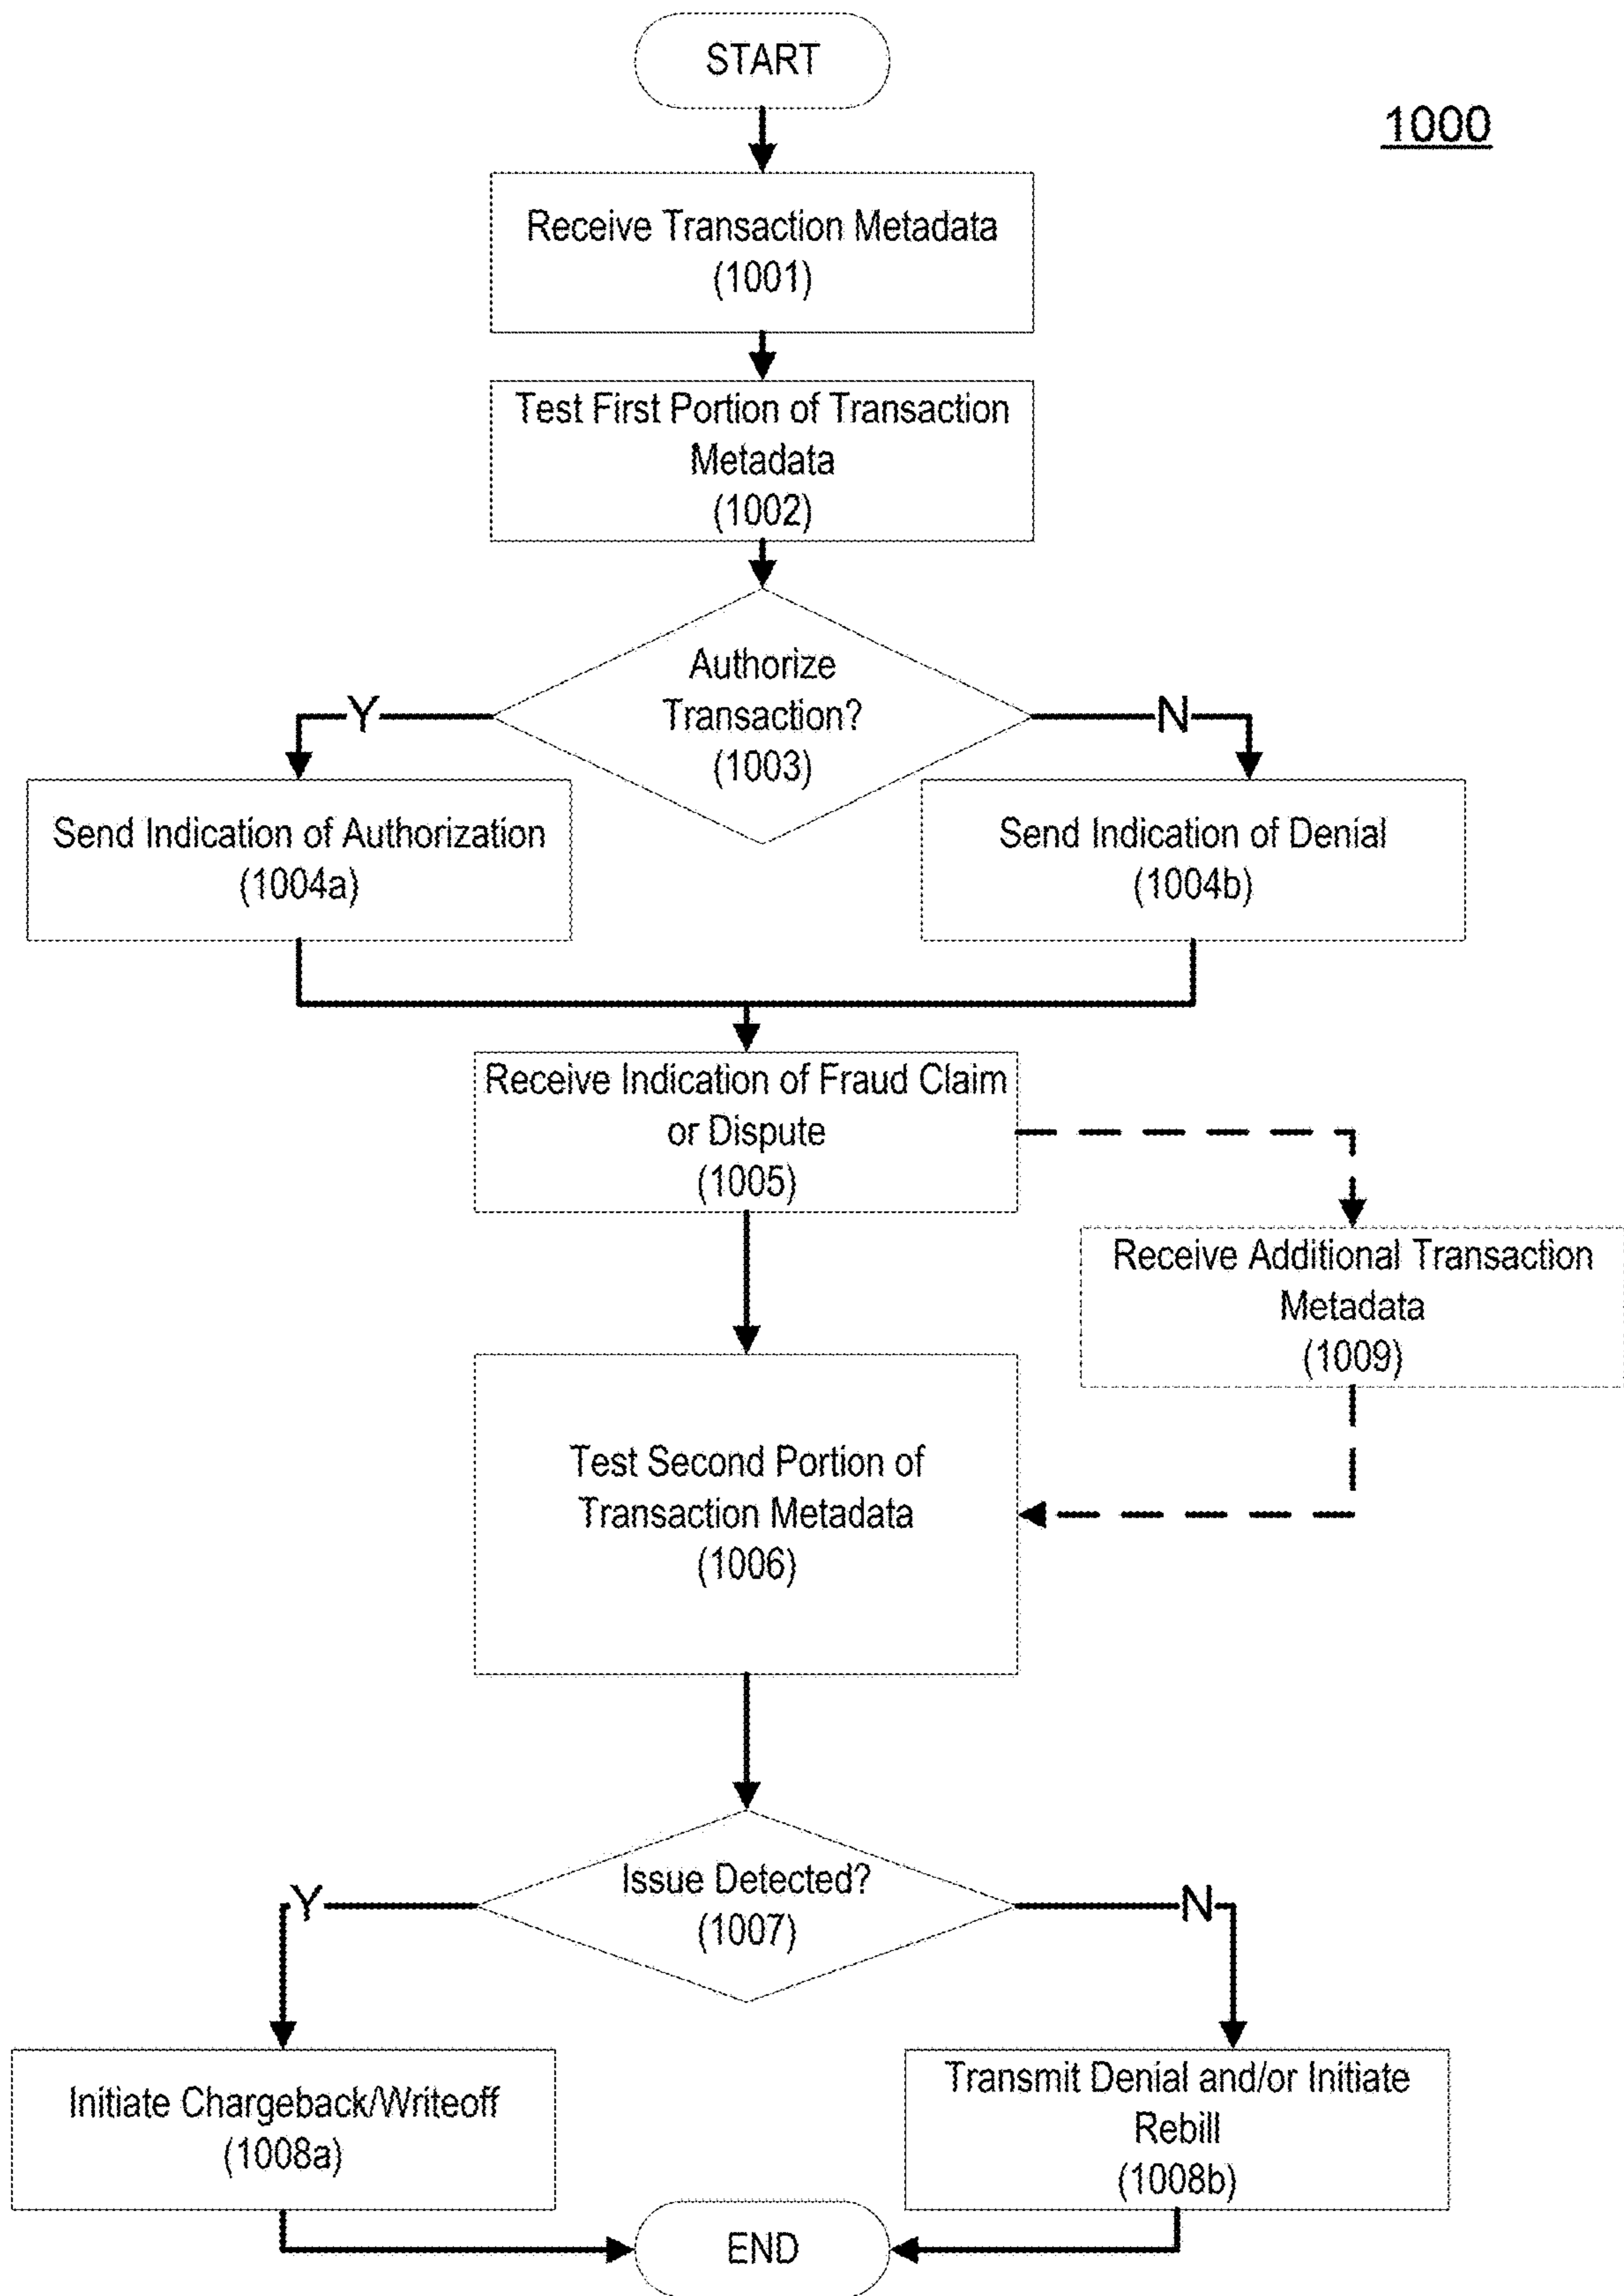 START
1000
Receive Transaction Metadata
(1001)
Test First Portion of Transaction
Metadata
(1002)
Authorize
Transaction?
(1003)
Y
N
Send Indication of Authorization
(1004a)
Send Indication of Denial
(1004b)
Receive Indication of Fraud Claim
or Dispute
(1005)
Receive Additional Transaction
Metadata
(1009)
Test Second Portion of
Transaction Metadata
(1006)
Issue Detected?
(1007)
Y
N
Initiate Chargeback/Writeoff
(1008a)
Transmit Denial and/or Initiate
Rebill
(1008b)
END